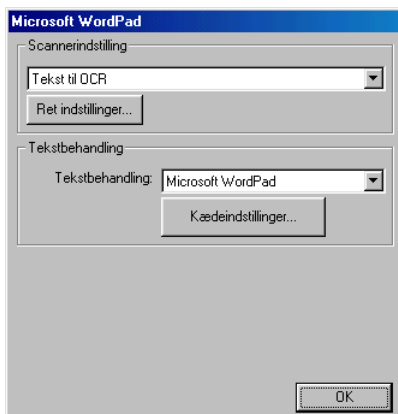 Microsoft WordPad
Scannerindstilling
Tekst til OCR
Ret indstillinger...
Tekstbehandling
Tekstbehandling: Microsoft WordPad
Kædeindstillinger...
OK